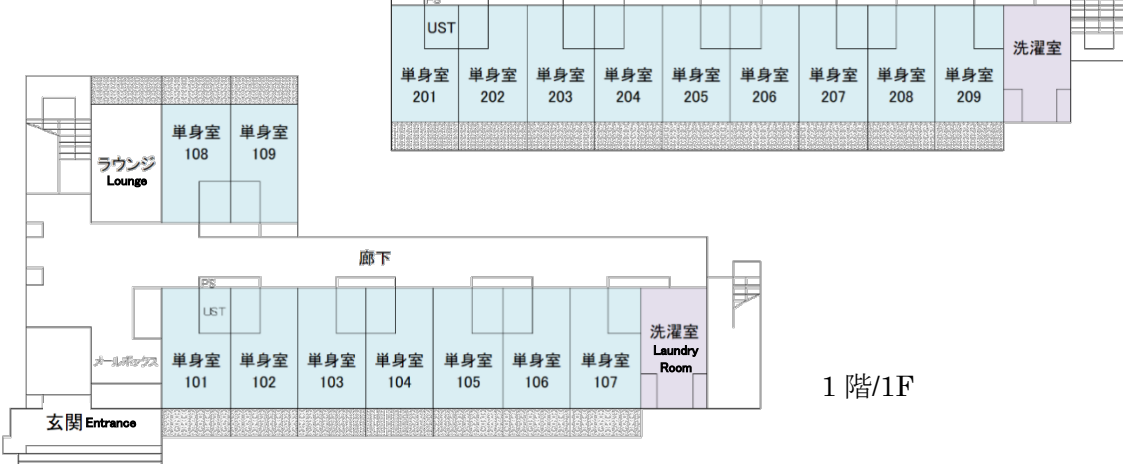 PS
UST
単身室
201
単身室
202
単身室
203
単身室
204
単身室
205
単身室
206
単身室
207
単身室
208
単身室
209
洗濯室
ラウンジ
Lounge
単身室
108
単身室
109
廊下
PS
UST
メールボックス
単身室
101
単身室
102
単身室
103
単身室
104
単身室
105
単身室
106
単身室
107
洗濯室
Laundry
Room
玄関 Entrance
1 階/1F